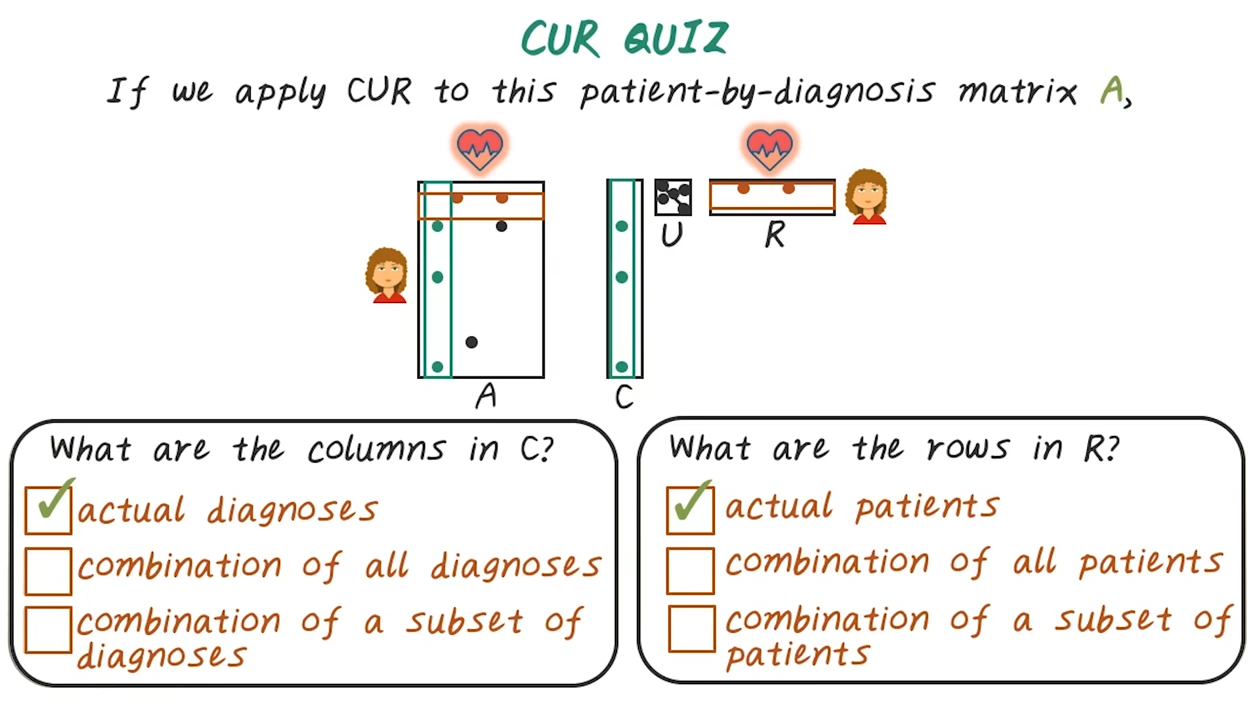 CUR QUIZ
If we apply CUR to this patient-by-diagnosis matrix A,
U
R
A
C
What are the columns in C?
actual diagnoses
combination of all diagnoses
combination of a subset of
diagnoses
What are the rows in R?
actual patients
combination of all patients
combination of a subset of
patients